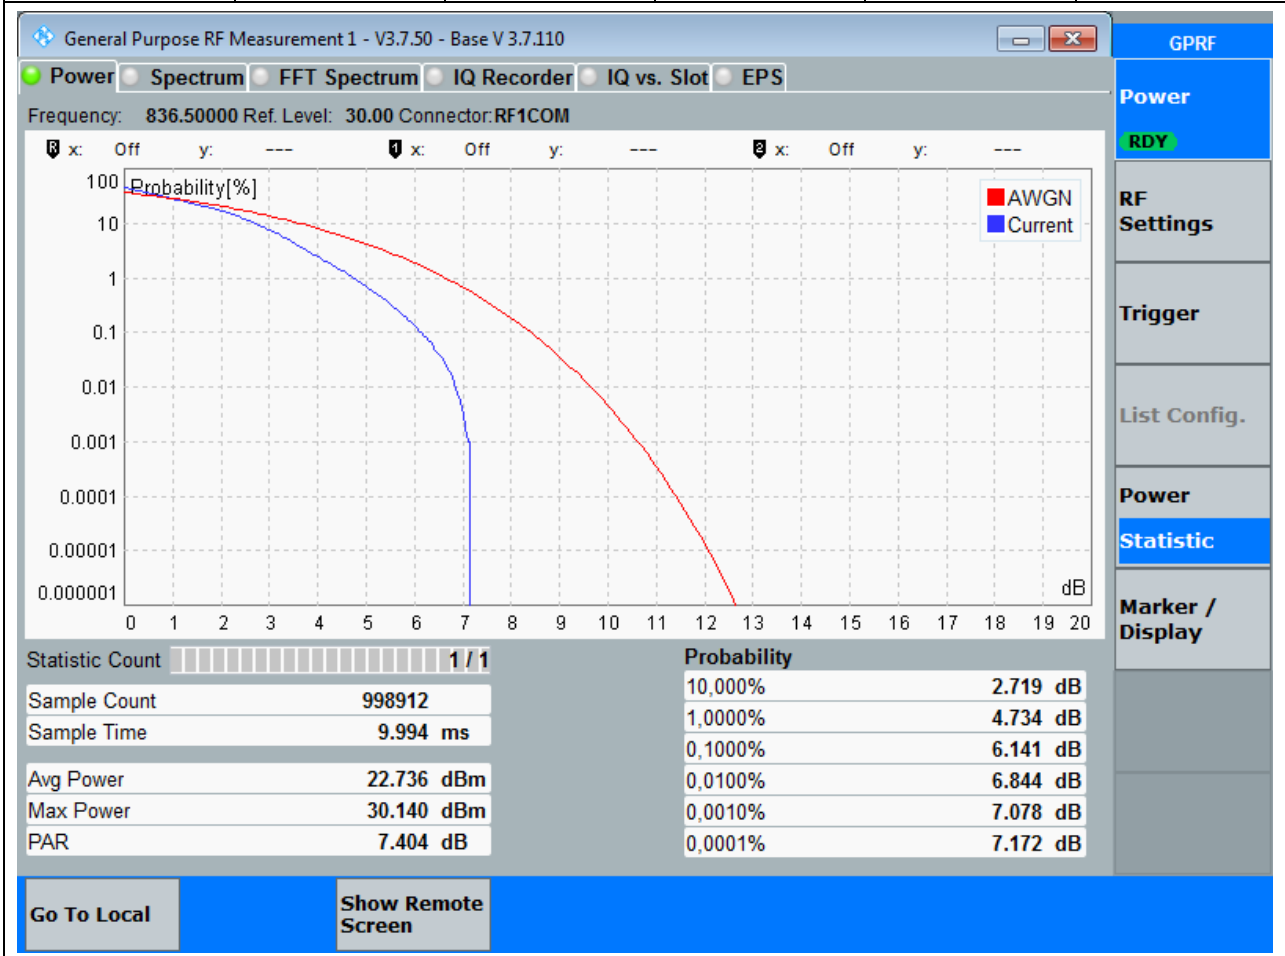 General Purpose RF Measurement 1 - V3.7.50 - Base V 3.7.110
GPRF
Power Spectrum FFT Spectrum IQ Recorder IQ vs. Slot EPS
Frequency: 836.50000 Ref. Level: 30.00 Connector: RF1COM
R x: Off y: --- 1 x: Off y: --- 2 x: Off y: ---
Probability[%]
100
10
1
0.1
0.01
0.001
0.0001
0.00001
0.000001
AWGN
Current
dB
0 1 2 3 4 5 6 7 8 9 10 11 12 13 14 15 16 17 18 19 20
Statistic Count 1 / 1
Sample Count 998912
Sample Time 9.994 ms
Avg Power 22.736 dBm
Max Power 30.140 dBm
PAR 7.404 dB
Probability
10,000% 2.719 dB
1,0000% 4.734 dB
0,1000% 6.141 dB
0,0100% 6.844 dB
0,0010% 7.078 dB
0,0001% 7.172 dB
Power
RDY
RF
Settings
Trigger
List Config.
Power
Statistic
Marker /
Display
Go To Local
Show Remote
Screen